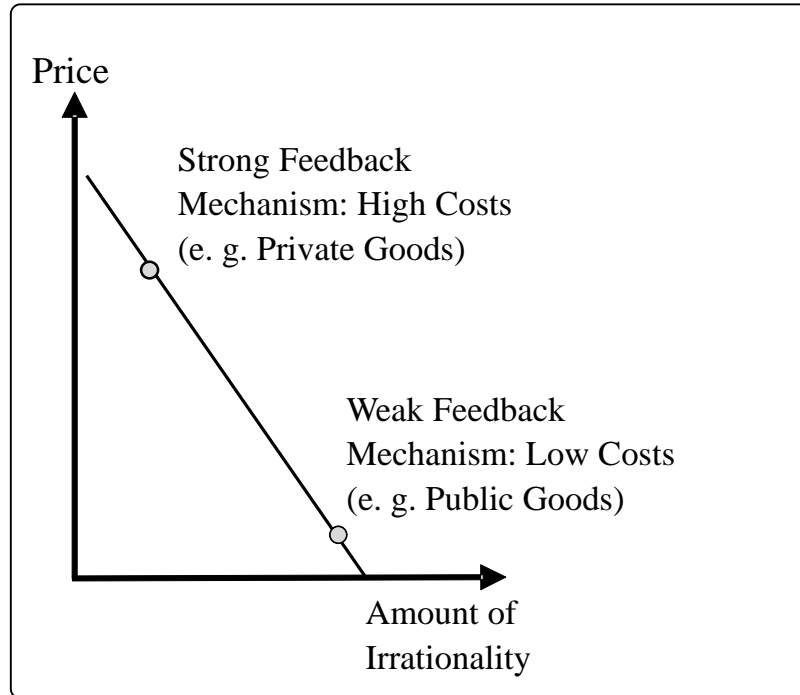 Price
Strong Feedback
Mechanism: High Costs
(e. g. Private Goods)
Weak Feedback
Mechanism: Low Costs
(e. g. Public Goods)
Amount of
Irrationality